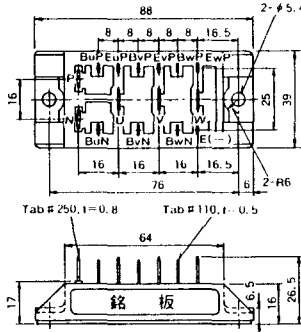 88
2-φ5.4
8 8 8 8 8 16.5
BuP EuP BvP EvP BwP EwP
P
16
N
U V W
25
39
BuN BvN BwN E(-)
16 16 16 16.5
2-R6
76
6
Tab #250, t=0.8
Tab #110, t=0.5
64
17
銘板
6.5
16
26.5